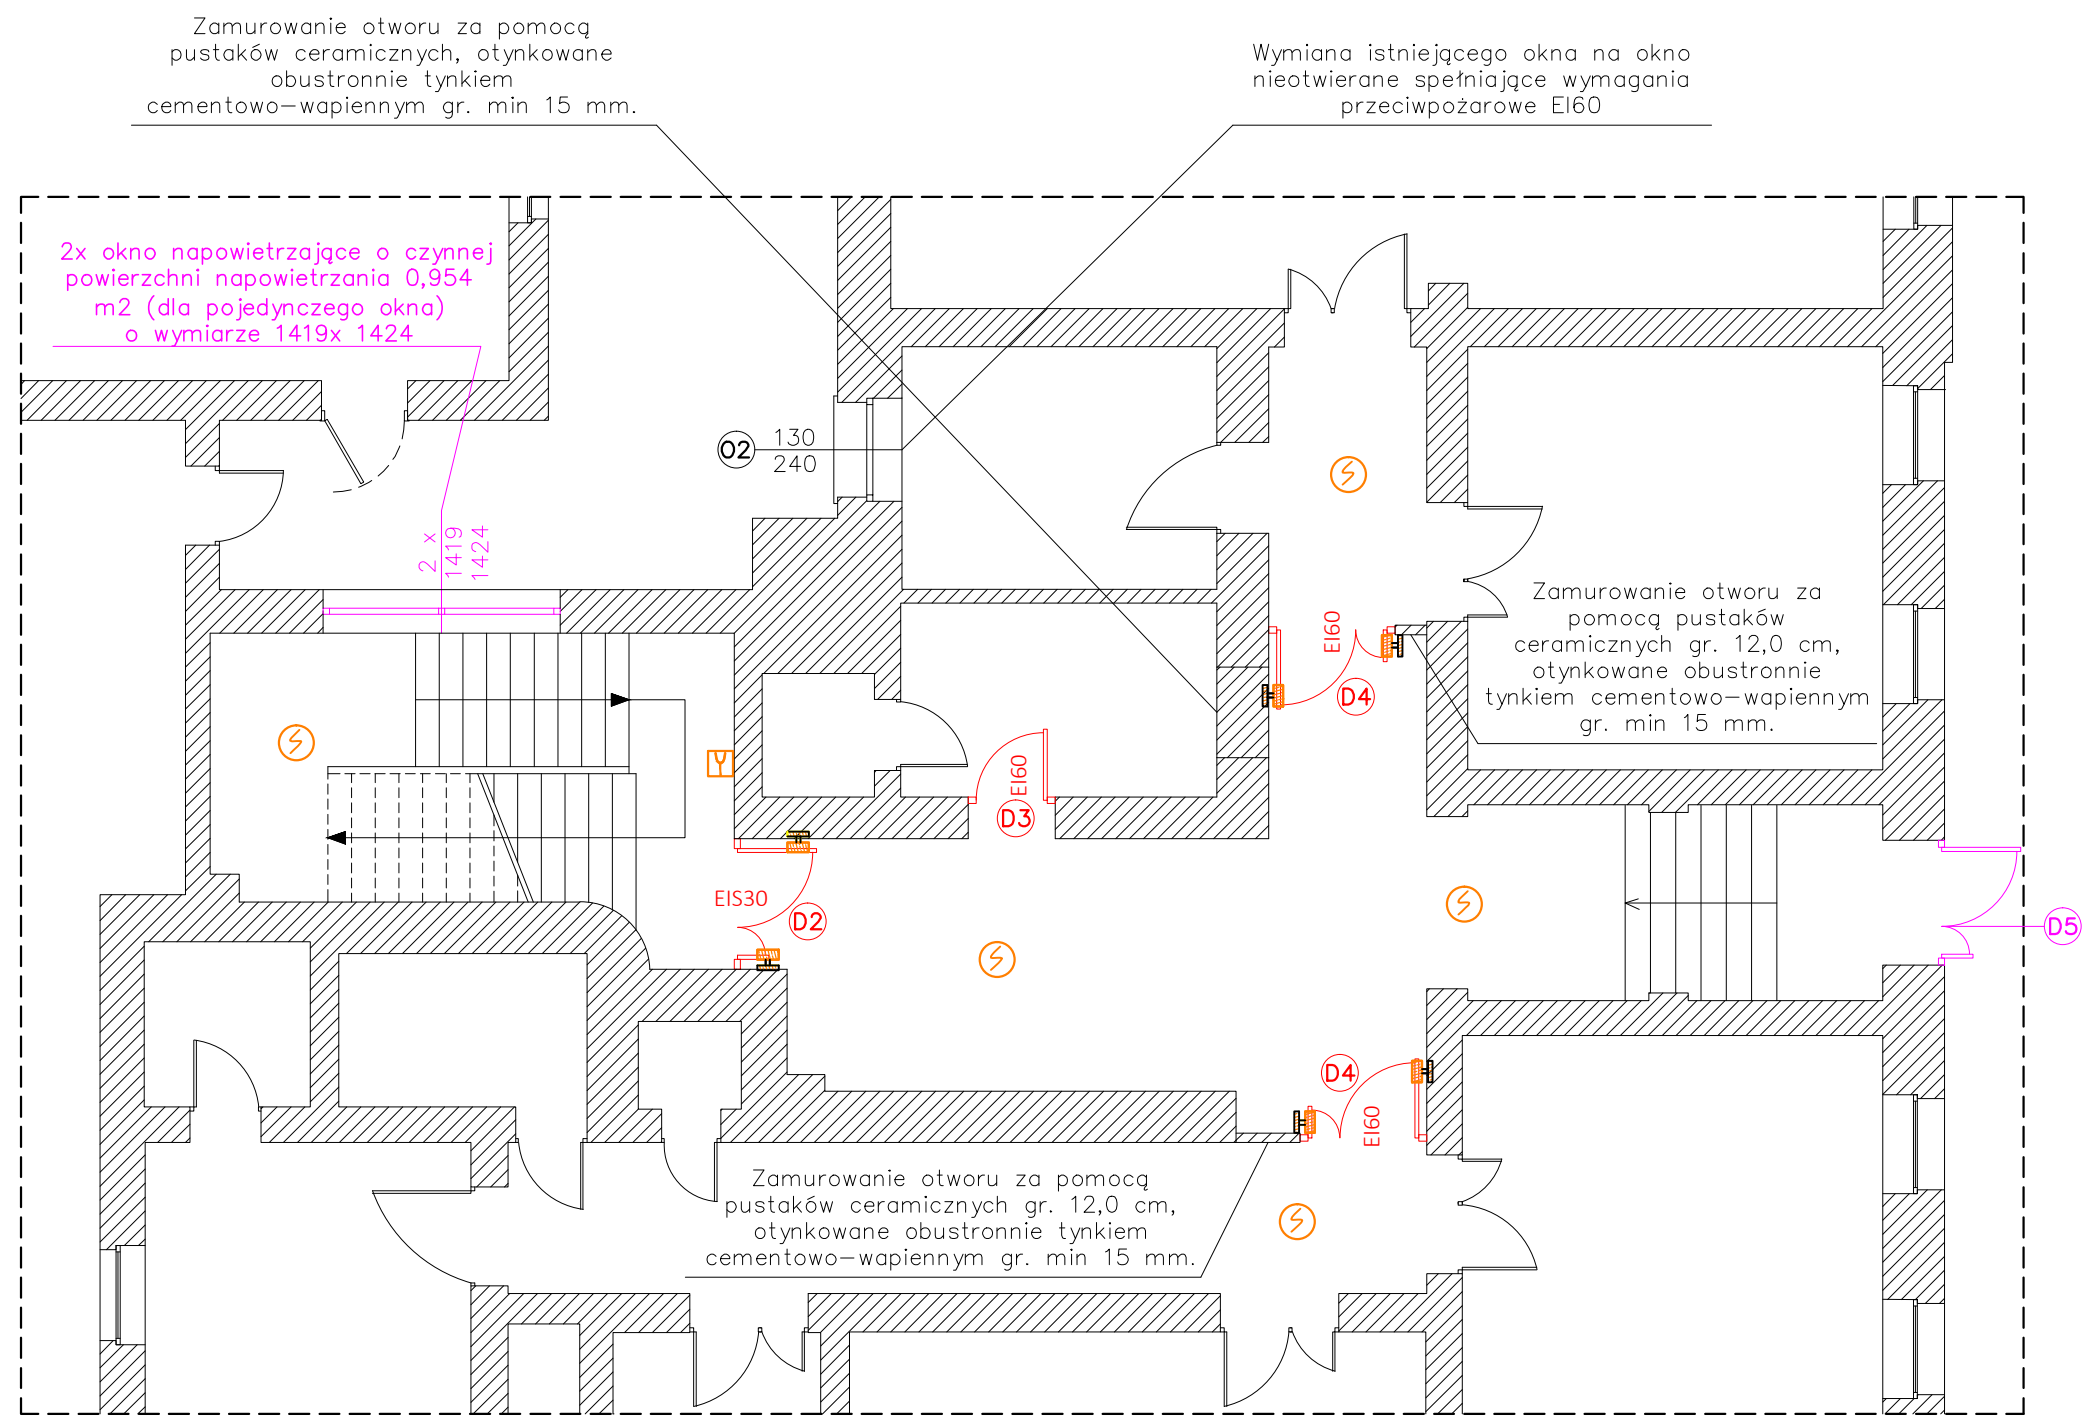 Zamurowanie otworu za pomocą
pustaków ceramicznych, otynkowane
obustronnie tynkiem
cementowo-wapiennym gr. min 15 mm.
Wymiana istniejącego okna na okno
nieotwierane spełniające wymagania
przeciwpożarowe EI60
2x okno napowietrzające o czynnej
powierzchni napowietrzania 0,954
m2 (dla pojedynczego okna)
o wymiarze 1419x 1424
O2
130
240
2 x
1419
1424
Zamurowanie otworu za
pomocą pustaków
ceramicznych gr. 12,0 cm,
otynkowane obustronnie
tynkiem cementowo-wapiennym
gr. min 15 mm.
EI60
D4
EI60
D3
EIS30
D2
D5
D4
EI60
Zamurowanie otworu za pomocą
pustaków ceramicznych gr. 12,0 cm,
otynkowane obustronnie tynkiem
cementowo-wapiennym gr. min 15 mm.